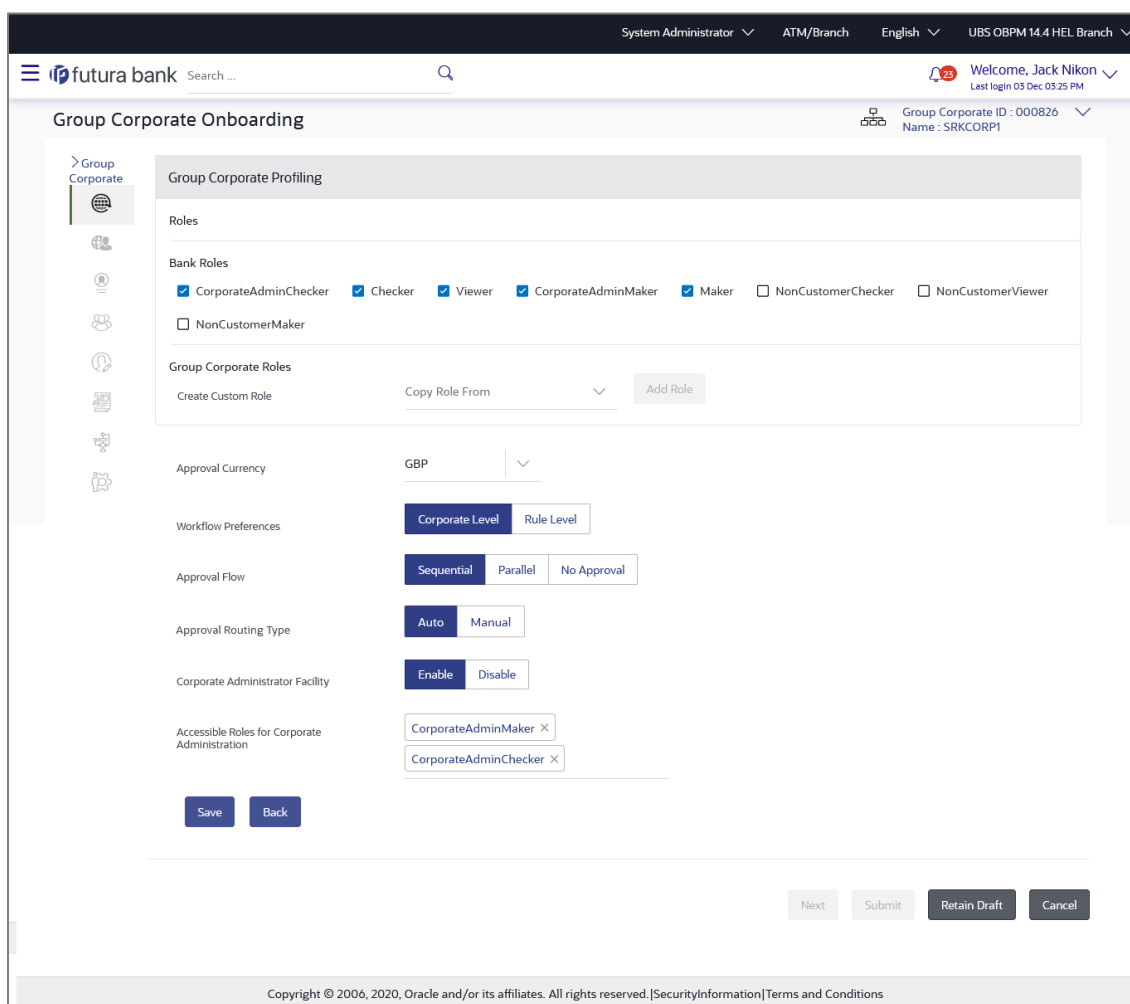 System Administrator ATM/Branch English UBS OBPM 14.4 HEL Branch
futura bank Search ... 23 Welcome, Jack Nikon
Last login 03 Dec 03:25 PM
Group Corporate Onboarding
Group Corporate ID : 000826
Name : SRKCORP1
Group
Corporate
Group Corporate Profiling
Roles
Bank Roles
CorporateAdminChecker Checker Viewer CorporateAdminMaker Maker NonCustomerChecker NonCustomerViewer
NonCustomerMaker
Group Corporate Roles
Create Custom Role Copy Role From Add Role
Approval Currency GBP
Workflow Preferences Corporate Level Rule Level
Approval Flow Sequential Parallel No Approval
Approval Routing Type Auto Manual
Corporate Administrator Facility Enable Disable
Accessible Roles for Corporate
Administration
CorporateAdminMaker ×
CorporateAdminChecker ×
Save Back
Next Submit Retain Draft Cancel
Copyright © 2006, 2020, Oracle and/or its affiliates. All rights reserved.|SecurityInformation|Terms and Conditions